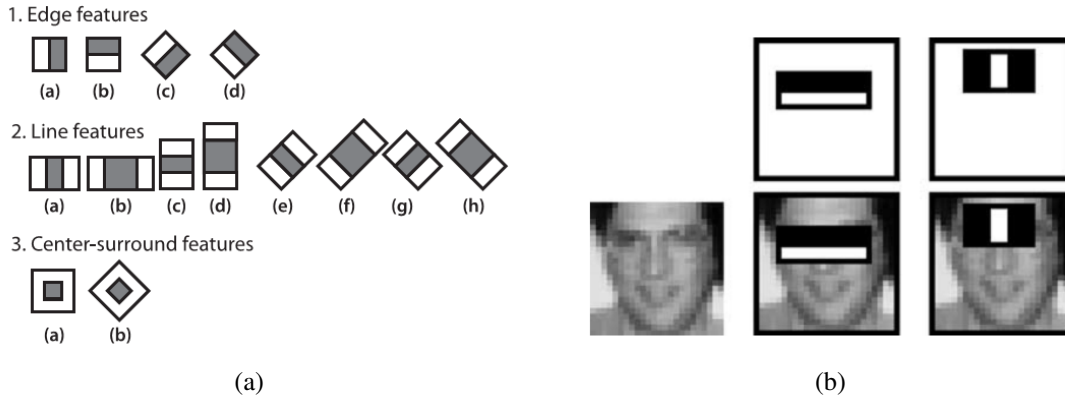 1. Edge features
(a) (b) (c) (d)
2. Line features
(a) (b) (c) (d) (e) (f) (g) (h)
3. Center-surround features
(a) (b)
(a) (b)